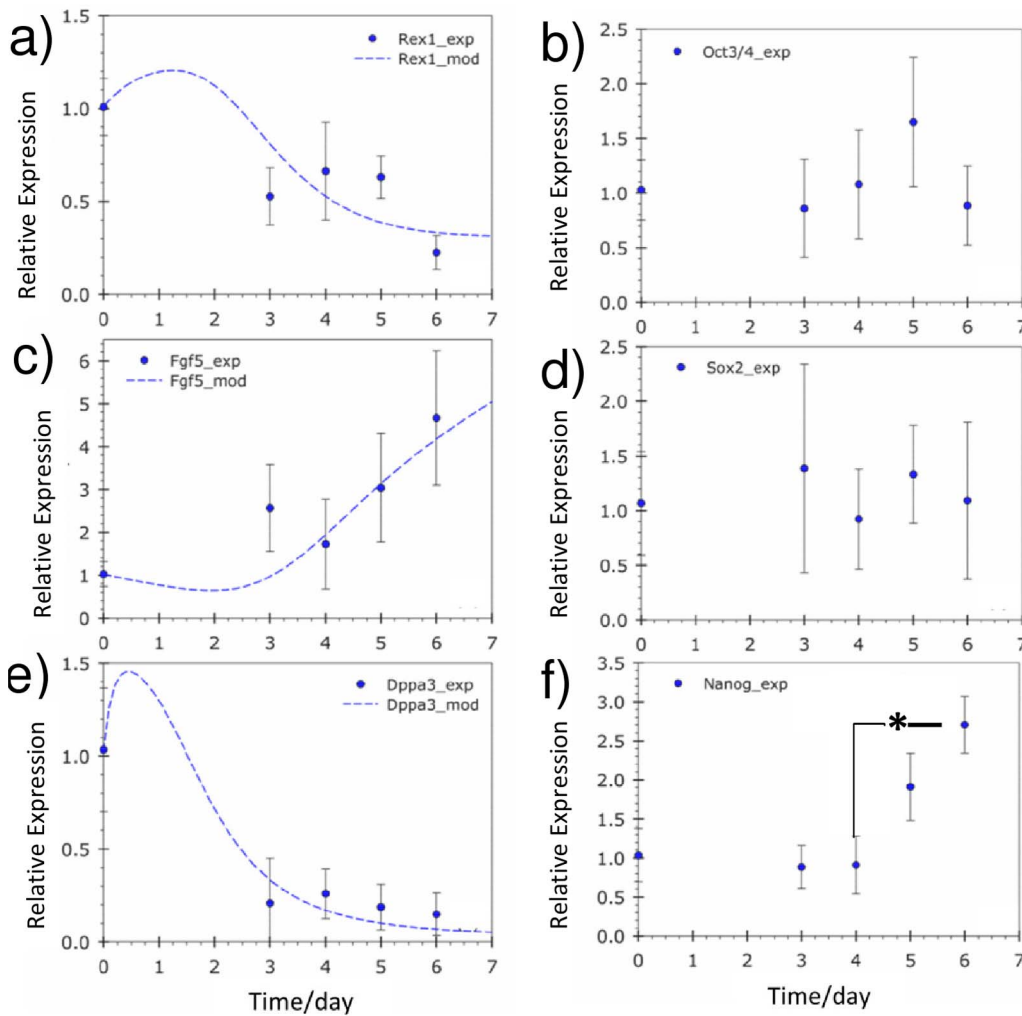 a)
Relative Expression
1.5
1.0
0.5
0.0
Rex1_exp
Rex1_mod
0 1 2 3 4 5 6 7
b)
Relative Expression
2.5
2.0
1.5
1.0
0.5
0.0
Oct3/4_exp
0 1 2 3 4 5 6 7
c)
Relative Expression
6
5
4
3
2
1
0
Fgf5_exp
Fgf5_mod
0 1 2 3 4 5 6 7
d)
Relative Expression
2.5
2.0
1.5
1.0
0.5
0.0
Sox2_exp
0 1 2 3 4 5 6 7
e)
Relative Expression
1.5
1.0
0.5
0.0
Dppa3_exp
Dppa3_mod
0 1 2 3 4 5 6 7
Time/day
f)
Relative Expression
3.5
3.0
2.5
2.0
1.5
1.0
0.5
0.0
Nanog_exp
*
0 1 2 3 4 5 6 7
Time/day